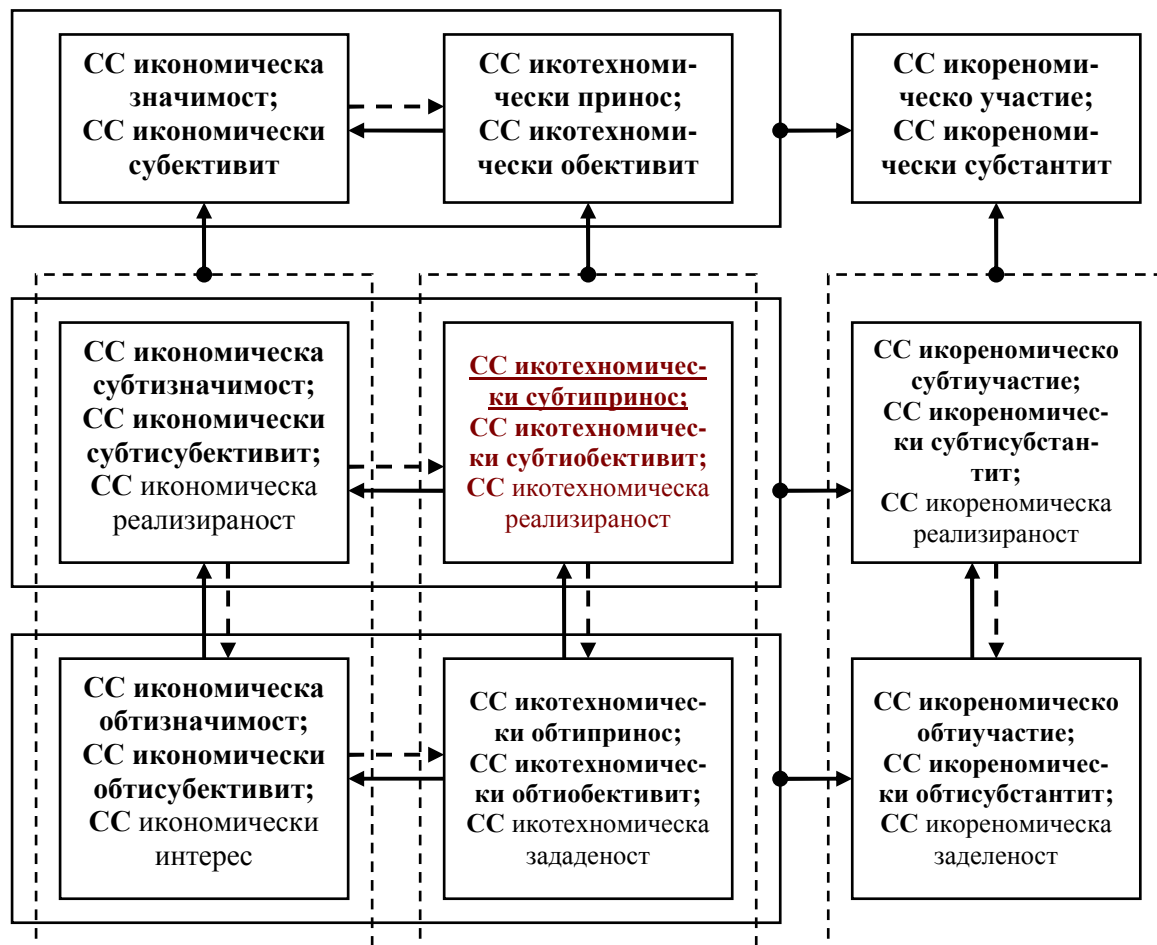 СС икономическа
значимост;
СС икономически
субективит
СС икотехноми-
чески принос;
СС икотехноми-
чески обективит
СС икореноми-
ческо участие;
СС икореноми-
чески субстантит
СС икономическа
субтизначимост;
СС икономически
субтисубективит;
СС икономическа
реализираност
СС икотехномичес-
ки субтипринос;
СС икотехномичес-
ки субтиобективит;
СС икотехномическа
реализираност
СС икореномическо
субтиучастие;
СС икореномичес-
ки субтисубстан-
тит;
СС икореномическа
реализираност
СС икономическа
обтизначимост;
СС икономически
обтисубективит;
СС икономически
интерес
СС икотехномичес-
ки обтипринос;
СС икотехномичес-
ки обтиобективит;
СС икотехномическа
зададеност
СС икореномическо
обтиучастие;
СС икореномичес-
ки обтисубстантит;
СС икореномическа
заделеност